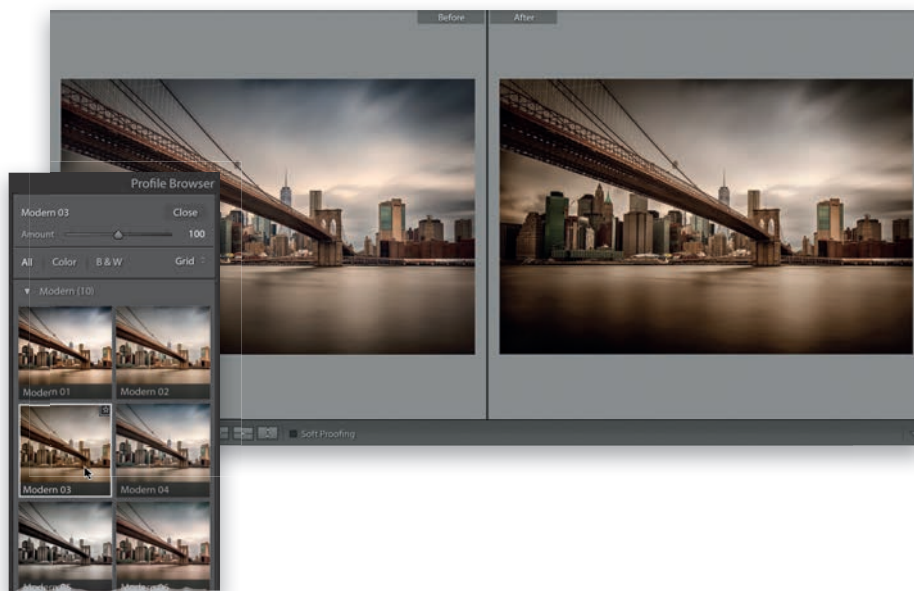 Before
After
Profile Browser
Modern 03
Close
Amount
100
All
Color
B & W
Grid
Modern (10)
Modern 01
Modern 02
Modern 03
Modern 04
Soft Proofing